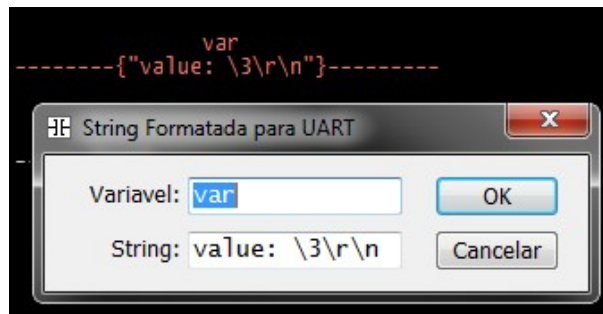 var
--------{"value: \3\r\n"}---------
String Formatada para UART
Variavel: var OK
String: value: \3\r\n Cancelar